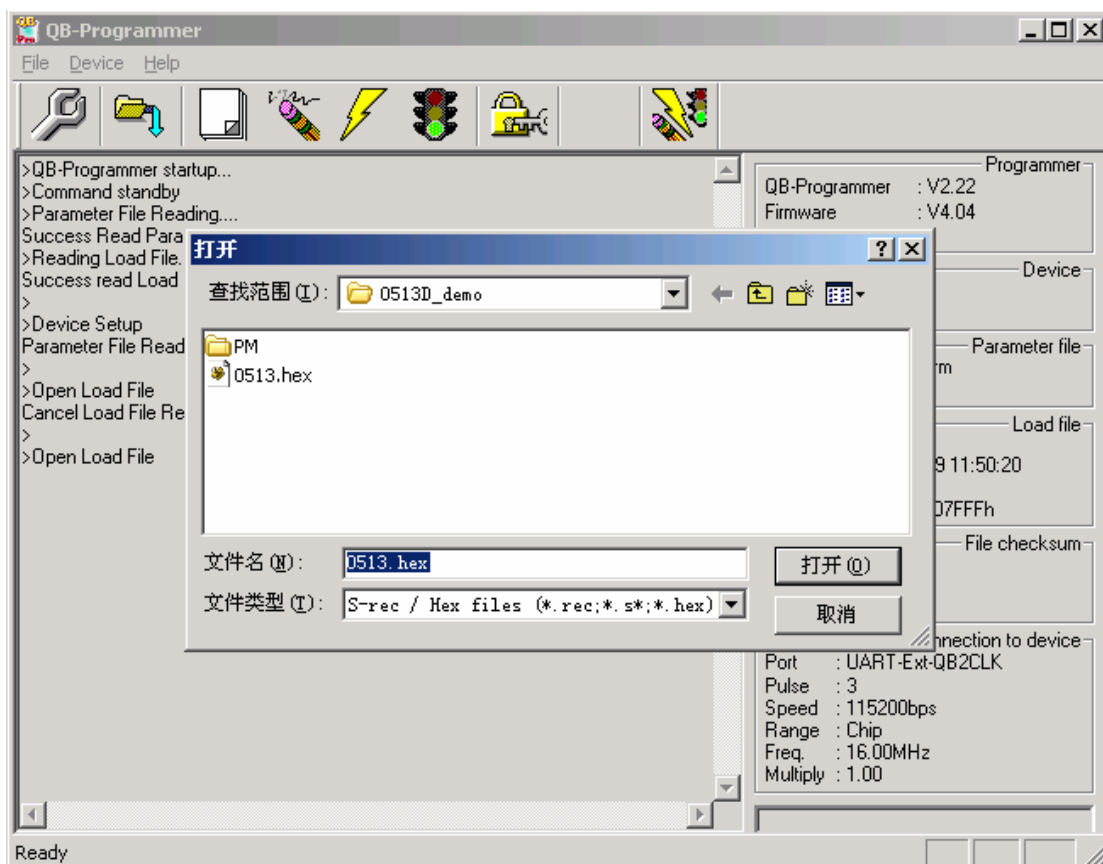 QB-Programmer
File Device Help
>QB-Programmer startup...
>Command standby
>Parameter File Reading....
Success Read Para
>Reading Load File.
Success read Load
>
>Device Setup
Parameter File Read
>
>Open Load File
Cancel Load File Re
>
>Open Load File
打开
查找范围(I): 0513D_demo
PM
0513.hex
文件名(N): 0513.hex 打开(O)
文件类型(T): S-rec / Hex files (*.rec;*.s*;*.hex) 取消
Programmer
QB-Programmer : V2.22
Firmware : V4.04
Device
Parameter file
rm
Load file
9 11:50:20
07FFFh
File checksum
nnection to device
Port : UART-Ext-QB2CLK
Pulse : 3
Speed : 115200bps
Range : Chip
Freq. : 16.00MHz
Multiply : 1.00
Ready